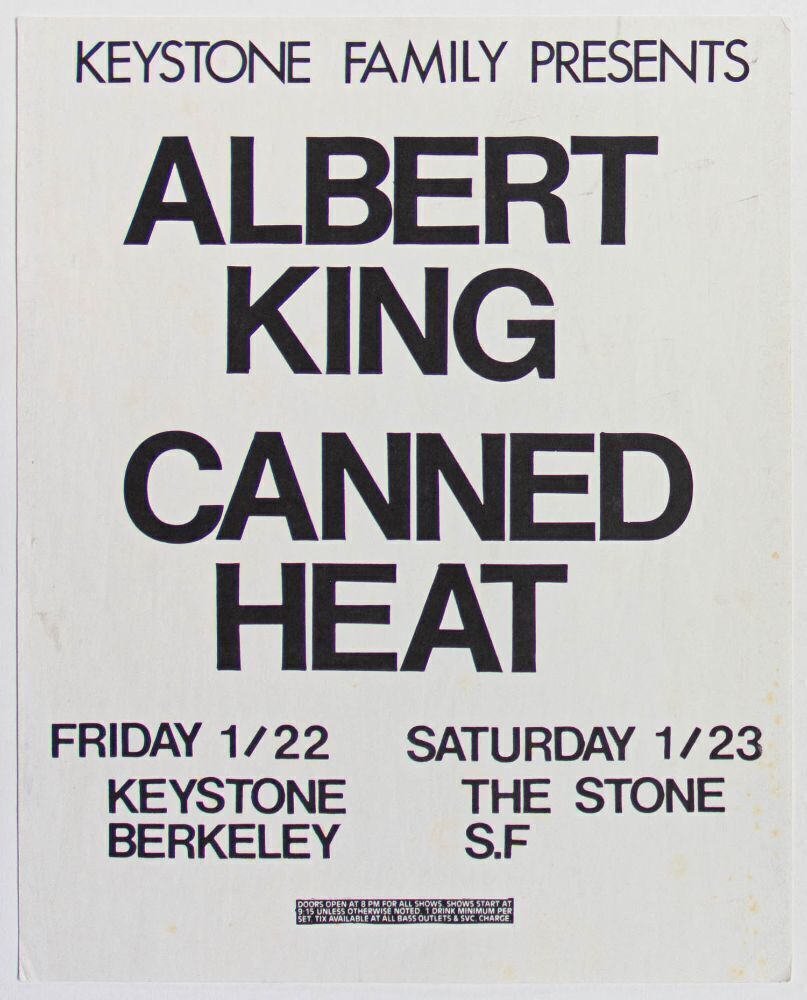 KEYSTONE FAMILY PRESENTS
ALBERT
KING
CANNED
HEAT
FRIDAY 1/22
KEYSTONE
BERKELEY
SATURDAY 1/23
THE STONE
S.F
DOORS OPEN AT 8 PM FOR ALL SHOWS. SHOWS START AT
9:15 UNLESS OTHERWISE NOTED. 1 DRINK MINIMUM PER
SET. TIX AVAILABLE AT ALL BASS OUTLETS & SVC. CHARGE